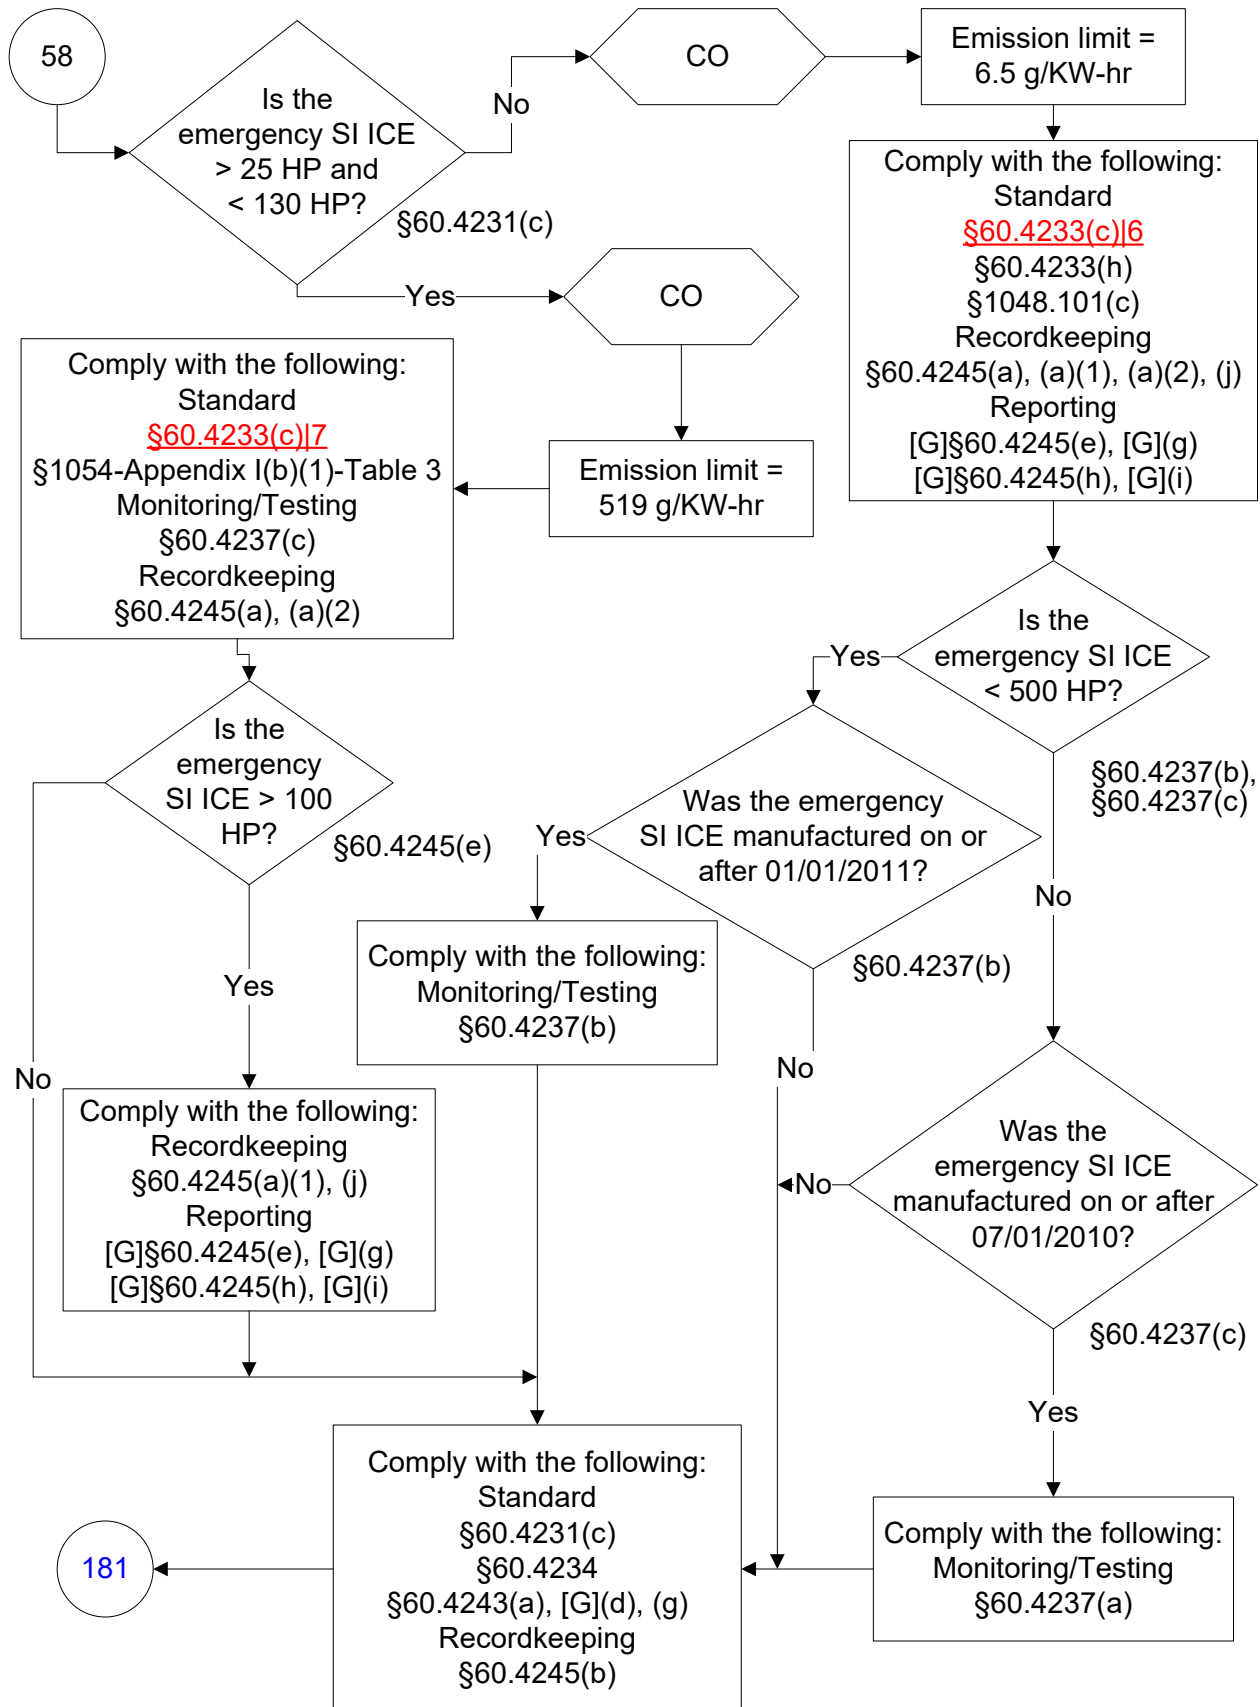 58
Is the
emergency SI ICE
> 25 HP and
< 130 HP?
§60.4231(c)
No
CO
Emission limit =
6.5 g/KW-hr
Comply with the following:
Standard
§60.4233(c)|6
§60.4233(h)
§1048.101(c)
Recordkeeping
§60.4245(a), (a)(1), (a)(2), (j)
Reporting
[G]§60.4245(e), [G](g)
[G]§60.4245(h), [G](i)
Yes
CO
Emission limit =
519 g/KW-hr
Comply with the following:
Standard
§60.4233(c)|7
§1054-Appendix I(b)(1)-Table 3
Monitoring/Testing
§60.4237(c)
Recordkeeping
§60.4245(a), (a)(2)
Is the
emergency SI ICE
< 500 HP?
§60.4237(b),
§60.4237(c)
Yes
Is the
emergency
SI ICE > 100
HP?
§60.4245(e)
Was the emergency
SI ICE manufactured on or
after 01/01/2011?
§60.4237(b)
Yes
No
Comply with the following:
Monitoring/Testing
§60.4237(b)
Yes
No
No
Comply with the following:
Recordkeeping
§60.4245(a)(1), (j)
Reporting
[G]§60.4245(e), [G](g)
[G]§60.4245(h), [G](i)
Was the
emergency SI ICE
manufactured on or after
07/01/2010?
§60.4237(c)
No
Yes
Comply with the following:
Monitoring/Testing
§60.4237(a)
Comply with the following:
Standard
§60.4231(c)
§60.4234
§60.4243(a), [G](d), (g)
Recordkeeping
§60.4245(b)
181